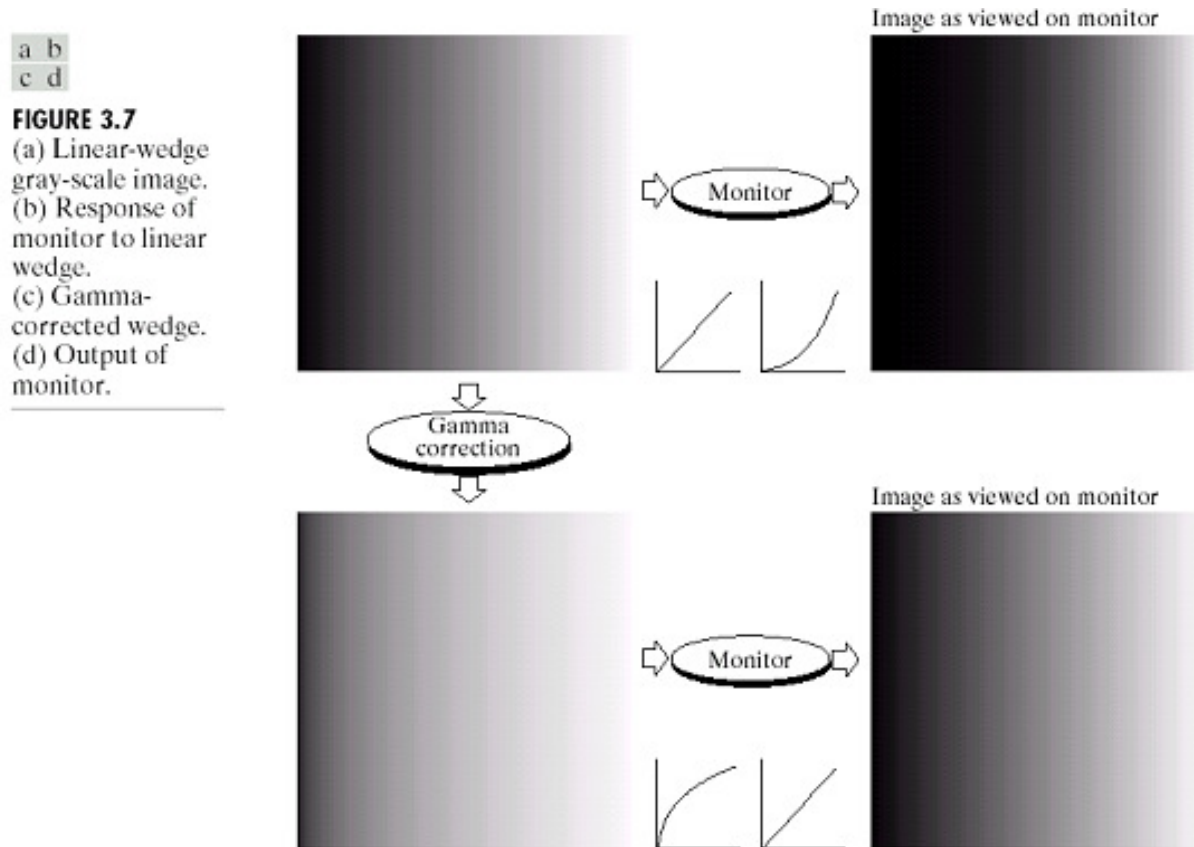 a b
c d
FIGURE 3.7
(a) Linear-wedge
gray-scale image.
(b) Response of
monitor to linear
wedge.
(c) Gamma-
corrected wedge.
(d) Output of
monitor.
Image as viewed on monitor
Monitor
Gamma
correction
Image as viewed on monitor
Monitor